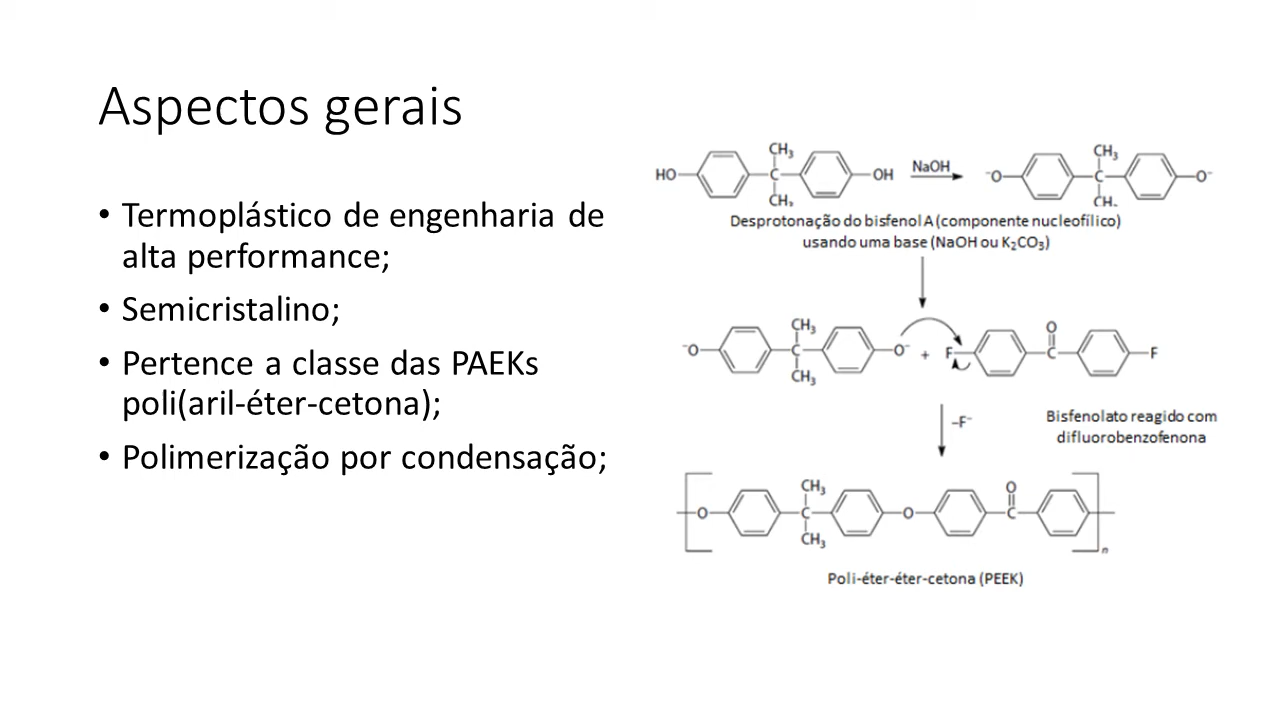 Aspectos gerais
• Termoplástico de engenharia de
alta performance;
• Semicristalino;
• Pertence a classe das PAEKs
poli(aril-éter-cetona);
• Polimerização por condensação;
CH₃
HO C OH NaOH
CH₃
CH₃
⁻O C O⁻
CH₃
Desprotonação do bisfenol A (componente nucleofílico)
usando uma base (NaOH ou K₂CO₃)
CH₃
⁻O C O⁻
CH₃
+
O
F C F
–F⁻
Bisfenolato reagido com
difluorobenzofenona
CH₃ O
O C O C
CH₃ n
Poli-éter-éter-cetona (PEEK)